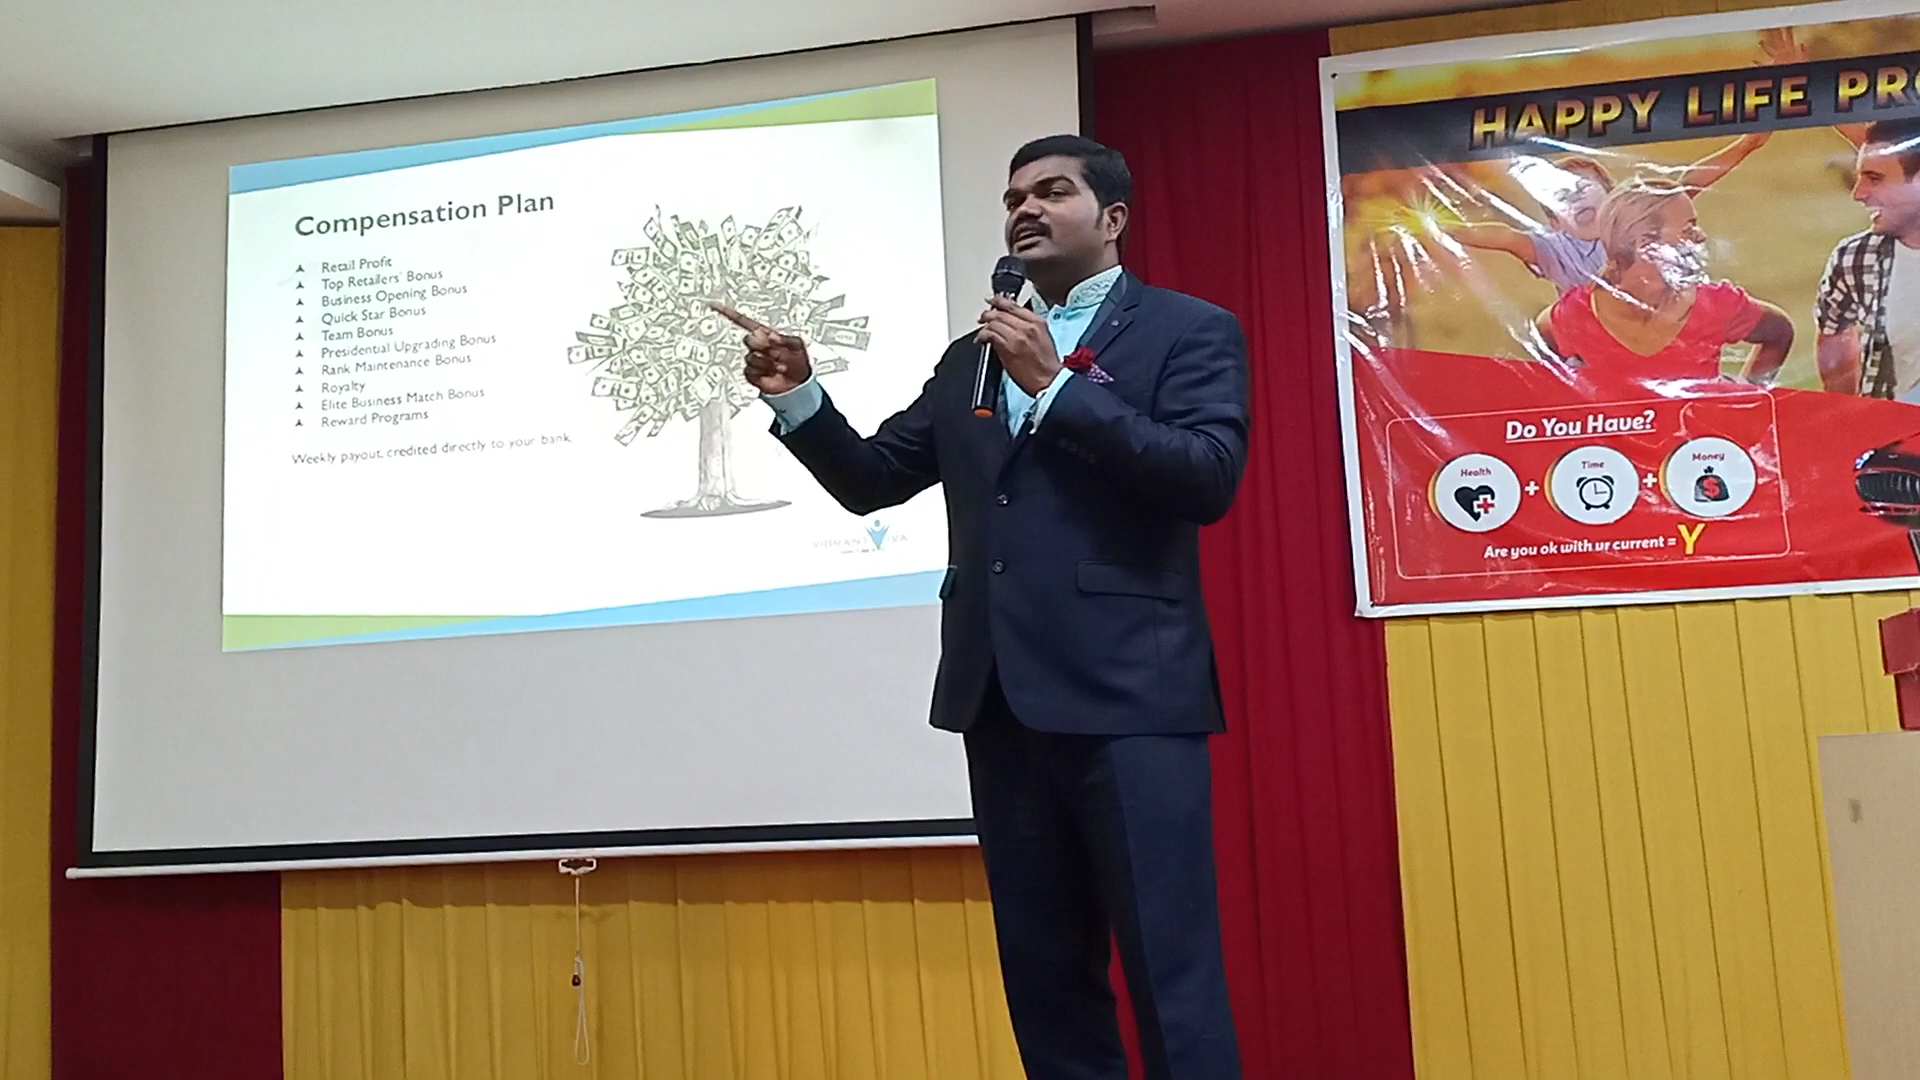 Compensation Plan
Retail Profit
Top Retailers' Bonus
Business Opening Bonus
Quick Star Bonus
Team Bonus
Presidential Upgrading Bonus
Rank Maintenance Bonus
Royalty
Elite Business Match Bonus
Reward Programs
Weekly payout, credited directly to your bank.
VIBRANT
HAPPY LIFE
Do You Have?
Health + Time + Money
Are you ok with ur current = Y